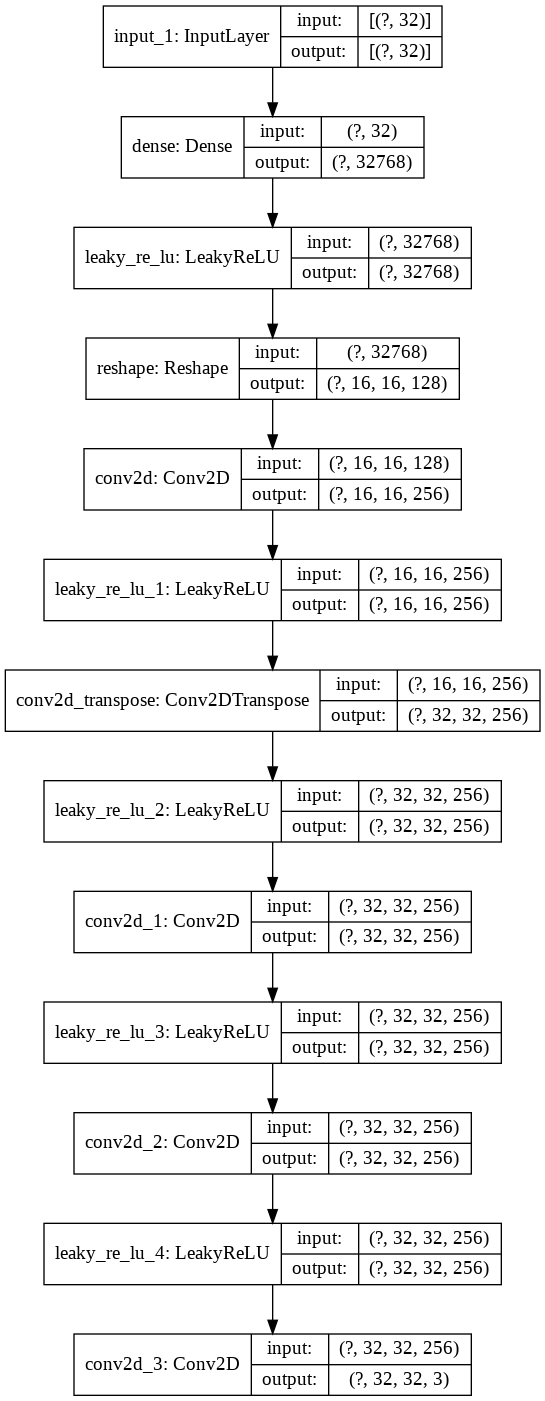 input_1: InputLayer
input: [(?, 32)]
output: [(?, 32)]
dense: Dense
input: (?, 32)
output: (?, 32768)
leaky_re_lu: LeakyReLU
input: (?, 32768)
output: (?, 32768)
reshape: Reshape
input: (?, 32768)
output: (?, 16, 16, 128)
conv2d: Conv2D
input: (?, 16, 16, 128)
output: (?, 16, 16, 256)
leaky_re_lu_1: LeakyReLU
input: (?, 16, 16, 256)
output: (?, 16, 16, 256)
conv2d_transpose: Conv2DTranspose
input: (?, 16, 16, 256)
output: (?, 32, 32, 256)
leaky_re_lu_2: LeakyReLU
input: (?, 32, 32, 256)
output: (?, 32, 32, 256)
conv2d_1: Conv2D
input: (?, 32, 32, 256)
output: (?, 32, 32, 256)
leaky_re_lu_3: LeakyReLU
input: (?, 32, 32, 256)
output: (?, 32, 32, 256)
conv2d_2: Conv2D
input: (?, 32, 32, 256)
output: (?, 32, 32, 256)
leaky_re_lu_4: LeakyReLU
input: (?, 32, 32, 256)
output: (?, 32, 32, 256)
conv2d_3: Conv2D
input: (?, 32, 32, 256)
output: (?, 32, 32, 3)